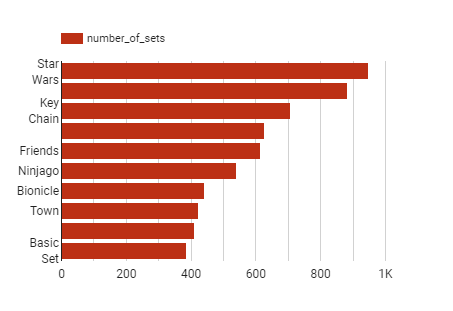 number_of_sets
Star
Wars
Key
Chain
Friends
Ninjago
Bionicle
Town
Basic
Set
0 200 400 600 800 1K